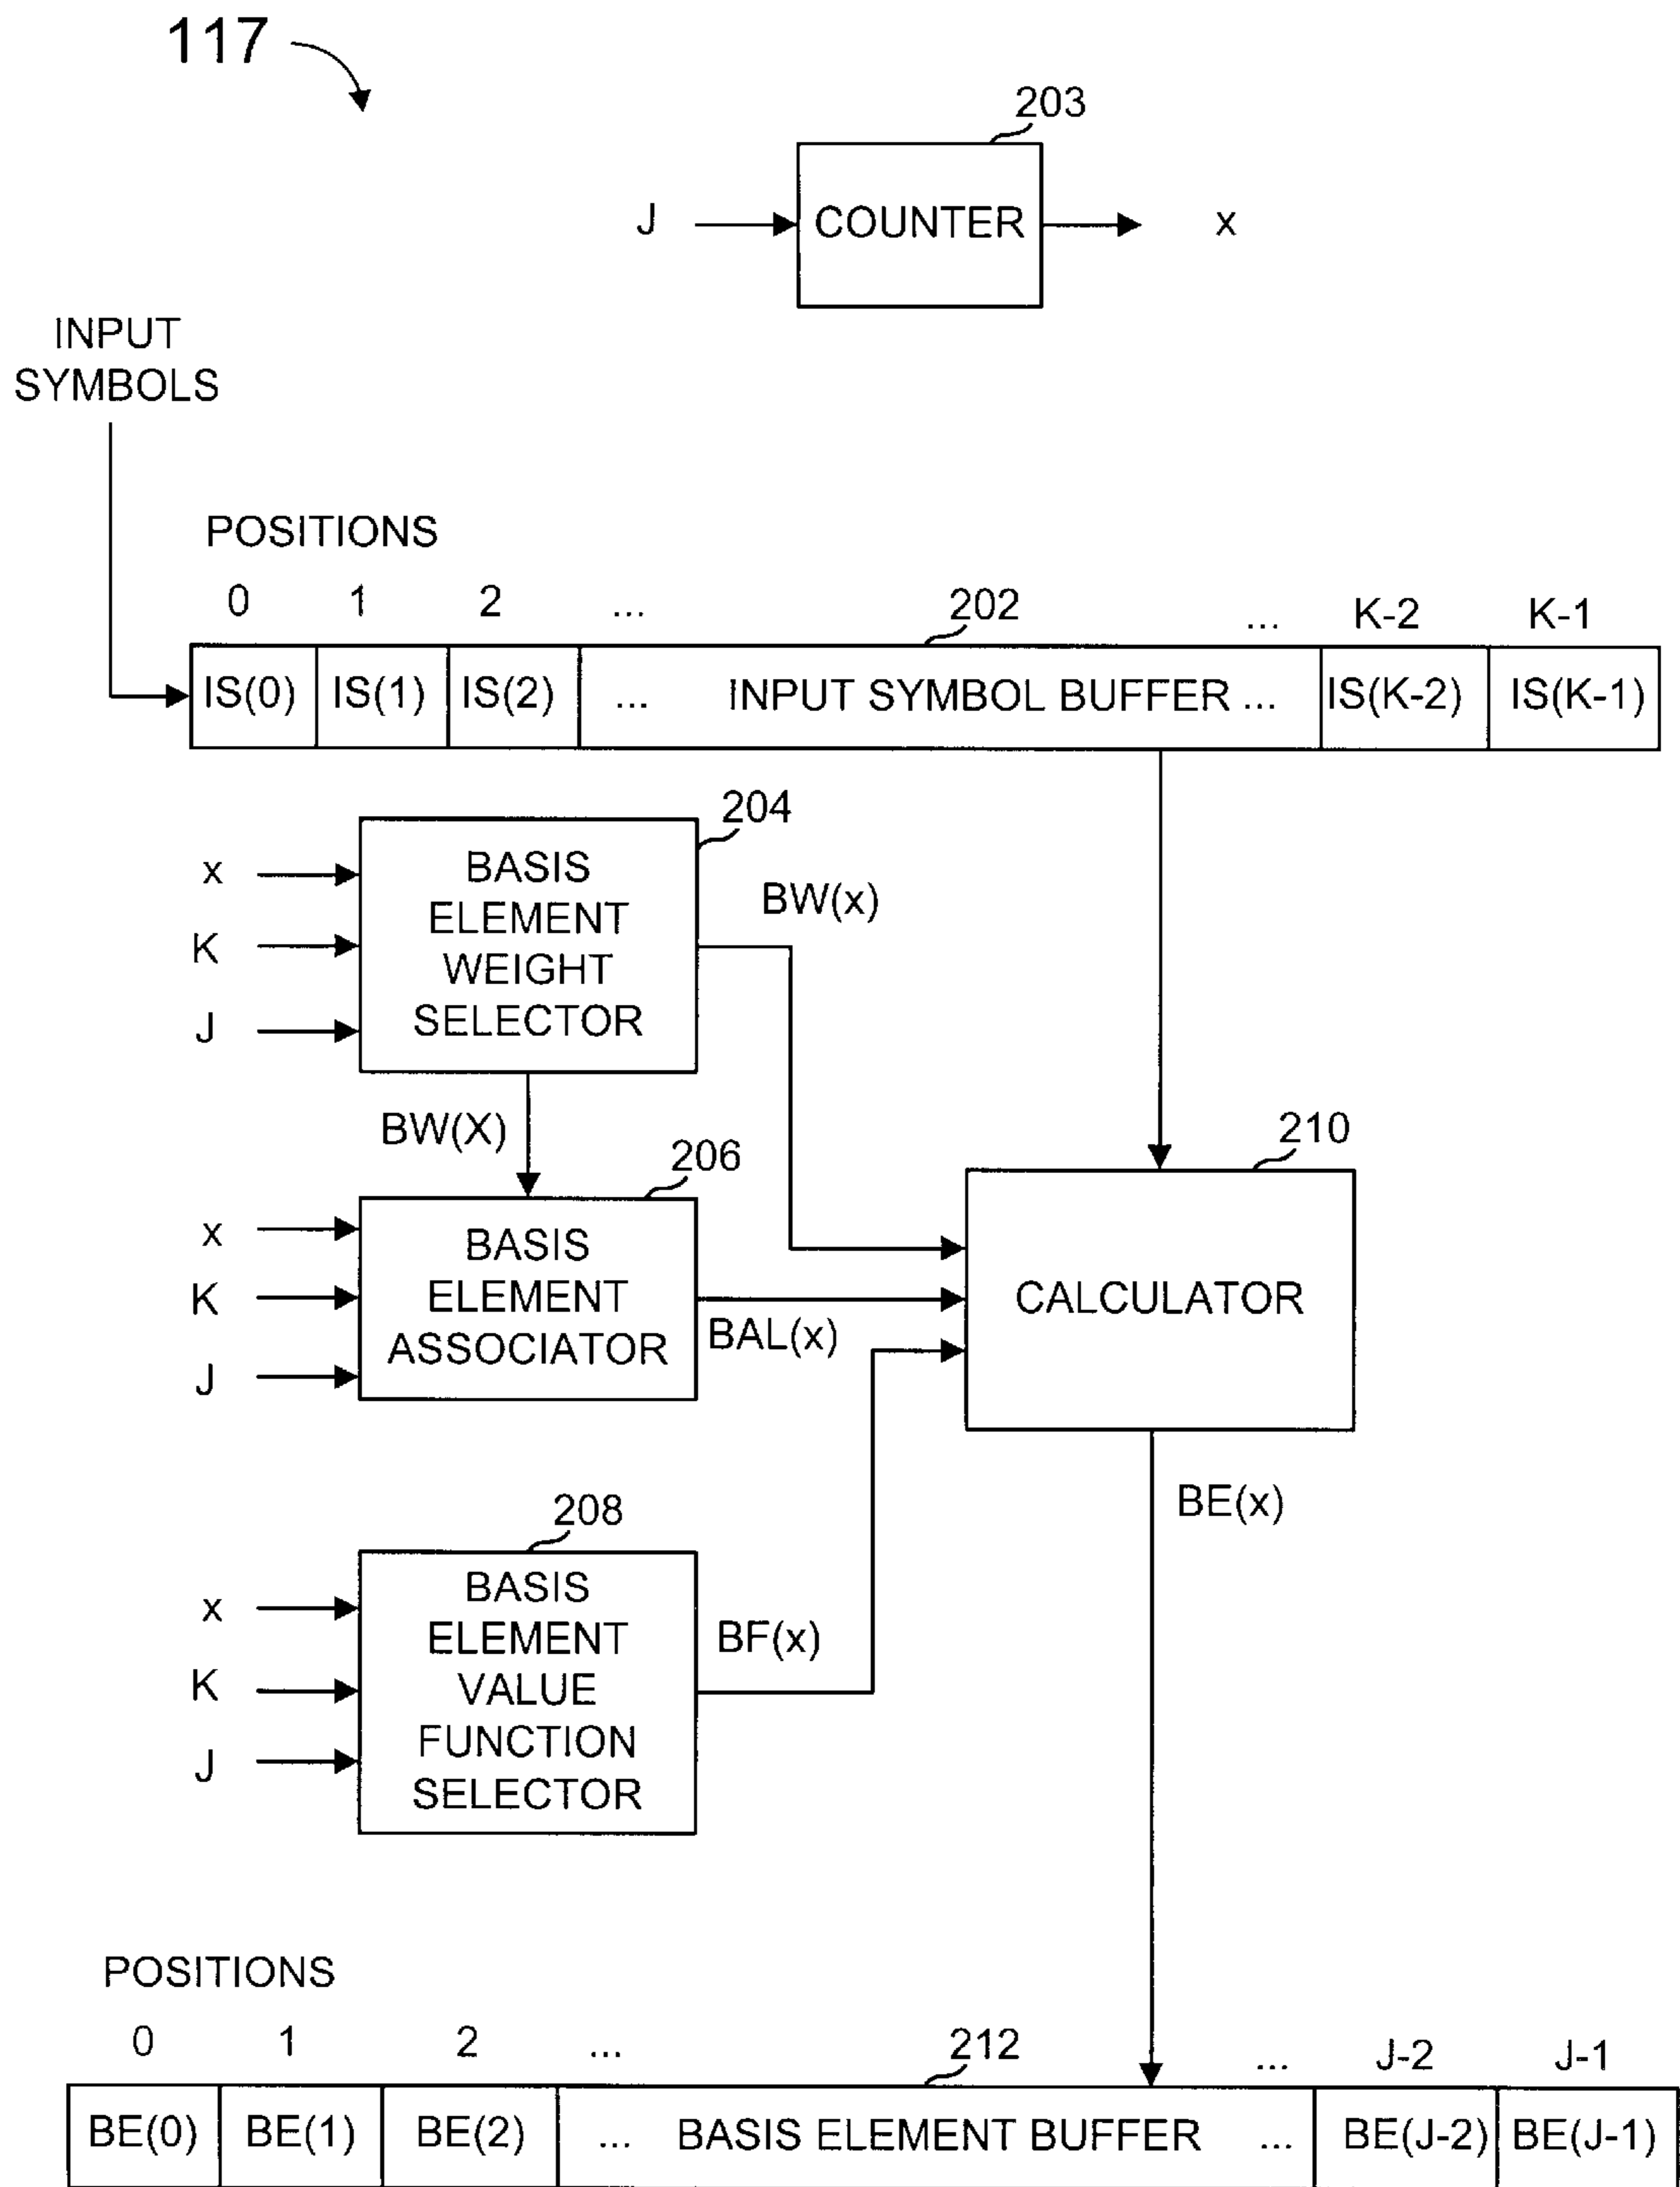 117
203
J
COUNTER
x
INPUT
SYMBOLS
POSITIONS
0 1 2 ... 202 ... K-2 K-1
IS(0) IS(1) IS(2) ... INPUT SYMBOL BUFFER ... IS(K-2) IS(K-1)
204
x
K
J
BASIS
ELEMENT
WEIGHT
SELECTOR
BW(x)
BW(X)
206
210
x
K
J
BASIS
ELEMENT
ASSOCIATOR
BAL(x)
CALCULATOR
208
x
K
J
BASIS
ELEMENT
VALUE
FUNCTION
SELECTOR
BF(x)
BE(x)
POSITIONS
0 1 2 ... 212 ... J-2 J-1
BE(0) BE(1) BE(2) ... BASIS ELEMENT BUFFER ... BE(J-2) BE(J-1)